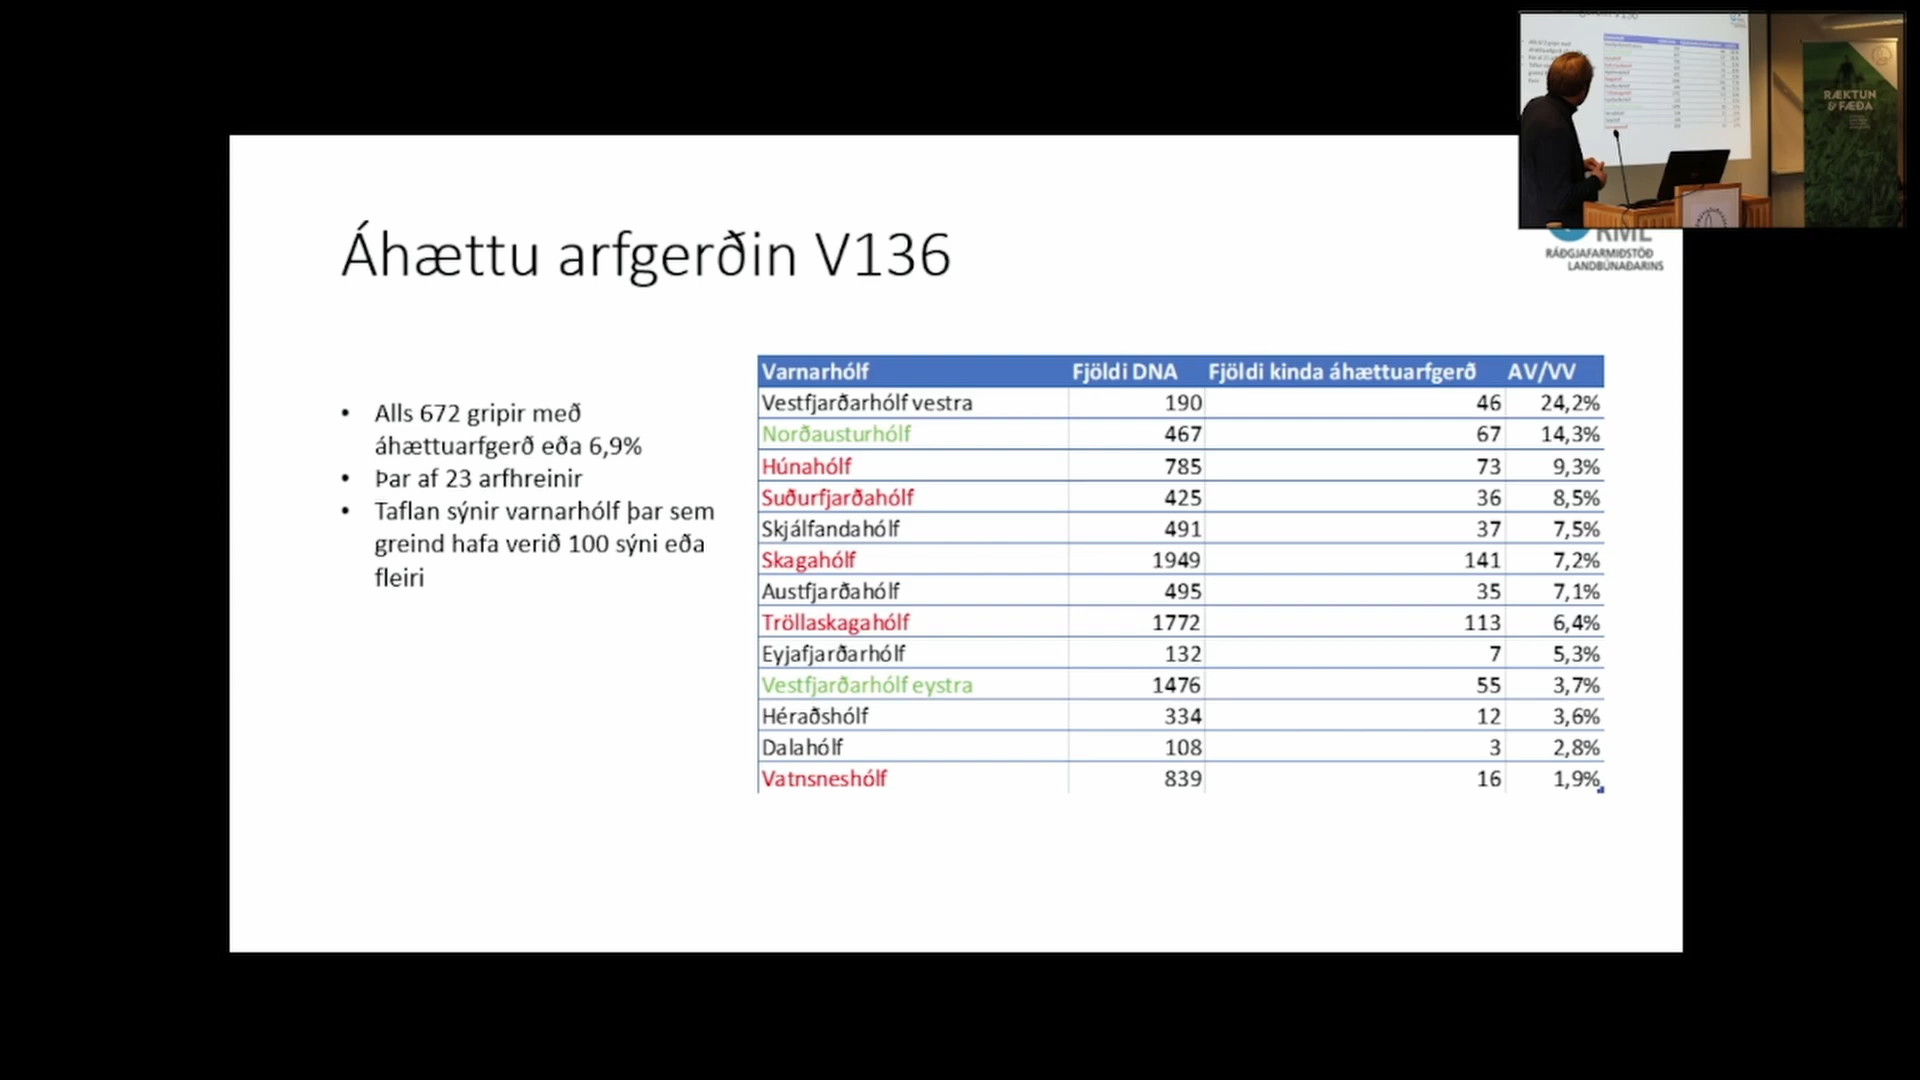 RÆKTUN
& FÆÐA
Áhættu arfgerðin V136
RML
RÁÐGJAFARMIÐSTÖÐ
LANDBÚNAÐARINS
• Alls 672 gripir með
áhættuarfgerð eða 6,9%
• Þar af 23 arfhreinir
• Taflan sýnir varnarhólf þar sem
greind hafa verið 100 sýni eða
fleiri
Varnarhólf Fjöldi DNA Fjöldi kinda áhættuarfgerð AV/VV
Vestfjarðarhólf vestra 190 46 24,2%
Norðausturhólf 467 67 14,3%
Húnahólf 785 73 9,3%
Suðurfjarðahólf 425 36 8,5%
Skjálfandahólf 491 37 7,5%
Skagahólf 1949 141 7,2%
Austfjarðahólf 495 35 7,1%
Tröllaskagahólf 1772 113 6,4%
Eyjafjarðarhólf 132 7 5,3%
Vestfjarðarhólf eystra 1476 55 3,7%
Héraðshólf 334 12 3,6%
Dalahólf 108 3 2,8%
Vatnsneshólf 839 16 1,9%